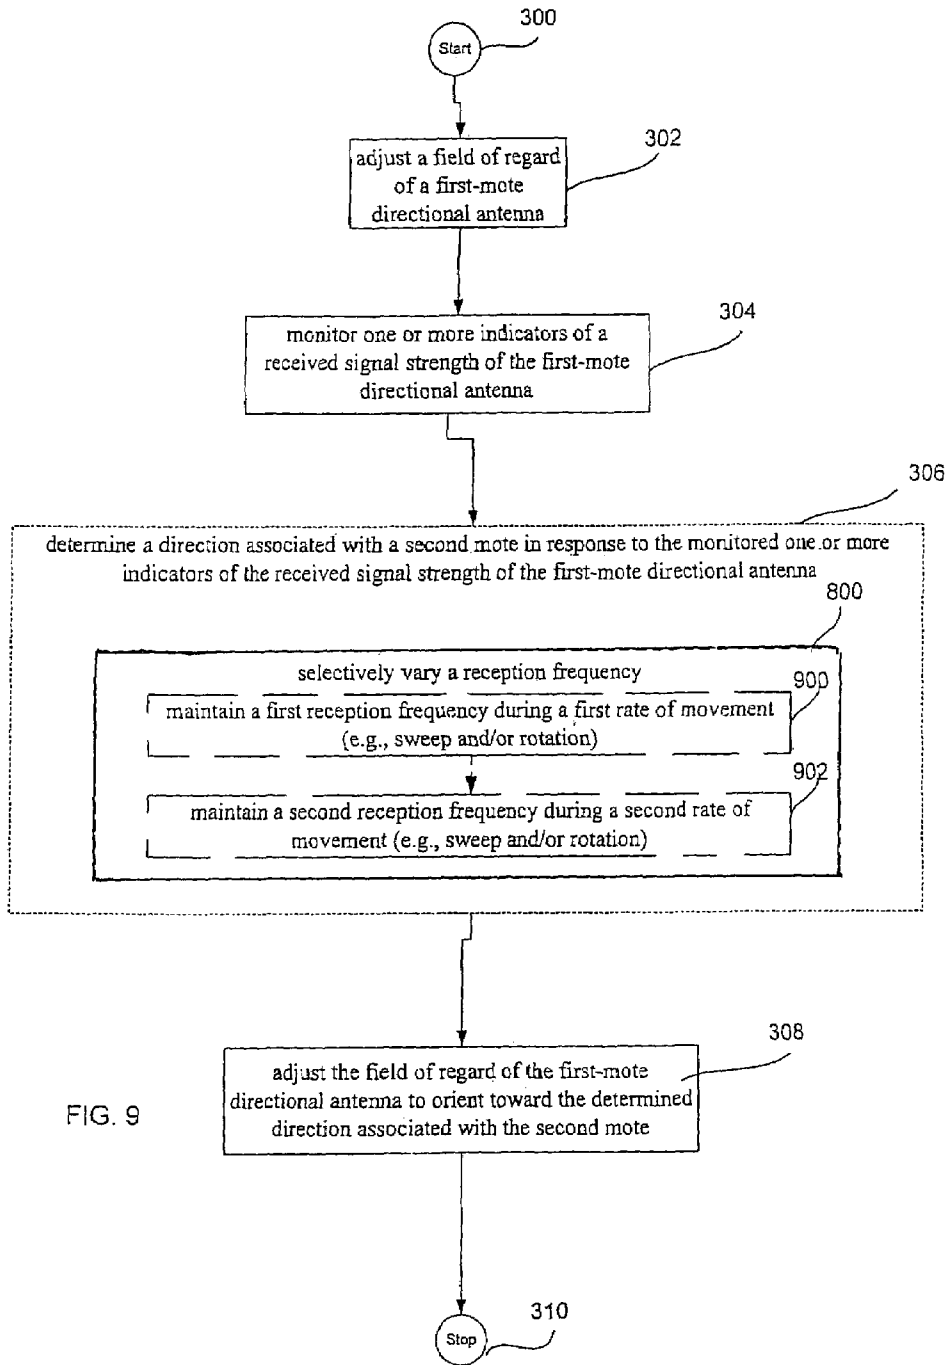 300
Start
302
adjust a field of regard
of a first-mote
directional antenna
304
monitor one or more indicators of a
received signal strength of the first-mote
directional antenna
306
determine a direction associated with a second mote in response to the monitored one or more
indicators of the received signal strength of the first-mote directional antenna
800
selectively vary a reception frequency
900
maintain a first reception frequency during a first rate of movement
(e.g., sweep and/or rotation)
902
maintain a second reception frequency during a second rate of
movement (e.g., sweep and/or rotation)
308
adjust the field of regard of the first-mote
directional antenna to orient toward the determined
direction associated with the second mote
FIG. 9
310
Stop